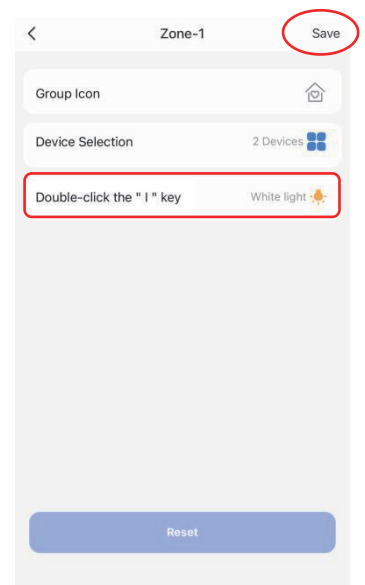 Zone-1 Save
Group Icon
Device Selection 2 Devices
Double-click the " I " key White light
Reset